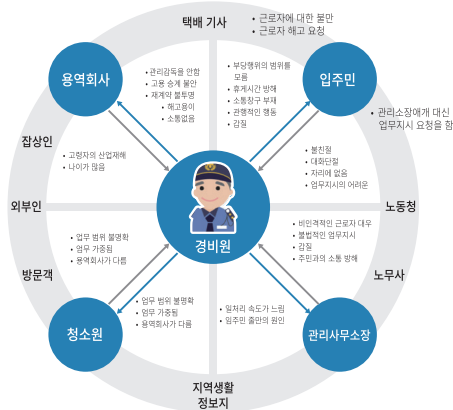 택배 기사
• 근로자에 대한 불만
• 근로자 해고 요청
용역회사
• 관리감독을 안함
• 고용 승계 불안
• 재계약 불투명
• 해고용이
• 소통없음
• 부당행위의 범위를
모름
• 휴게시간 방해
• 소통창구 부재
• 관행적인 행동
• 갑질
입주민
• 관리소장에게 대신
업무지시 요청을 함
잡상인
• 고령자의 산업재해
• 나이가 많음
• 불친절
• 대화단절
• 자리에 없음
• 업무지시의 어려운
외부인
경비원
노동청
• 업무 범위 불명확
• 업무 가중됨
• 용역회사가 다름
• 비인격적인 근로자 대우
• 불법적인 업무지시
• 갑질
• 주민과의 소통 방해
방문객
노무사
청소원
• 업무 범위 불명확
• 업무 가중됨
• 용역회사가 다름
• 일처리 속도가 느림
• 입주민 출만의 원인
관리사무소장
지역생활
정보지